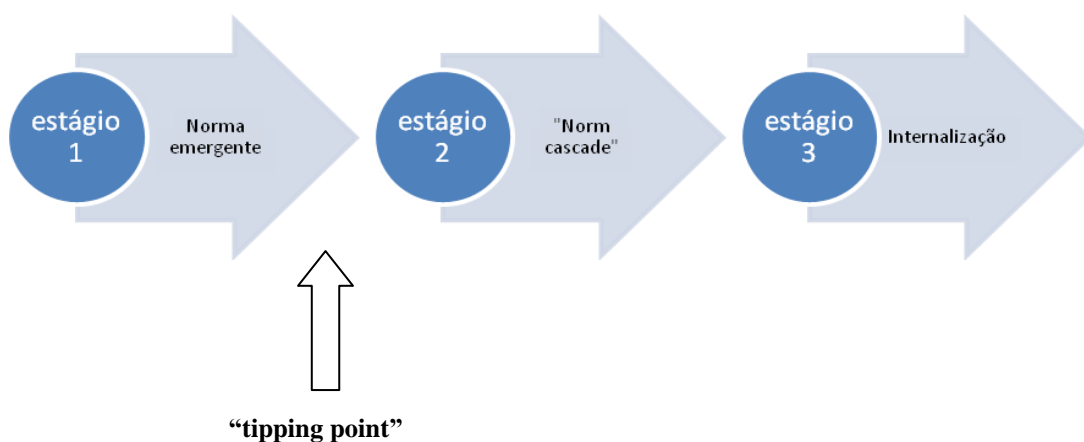 estágio
1
Norma
emergente
estágio
2
"Norm
cascade"
estágio
3
Internalização
“tipping point”